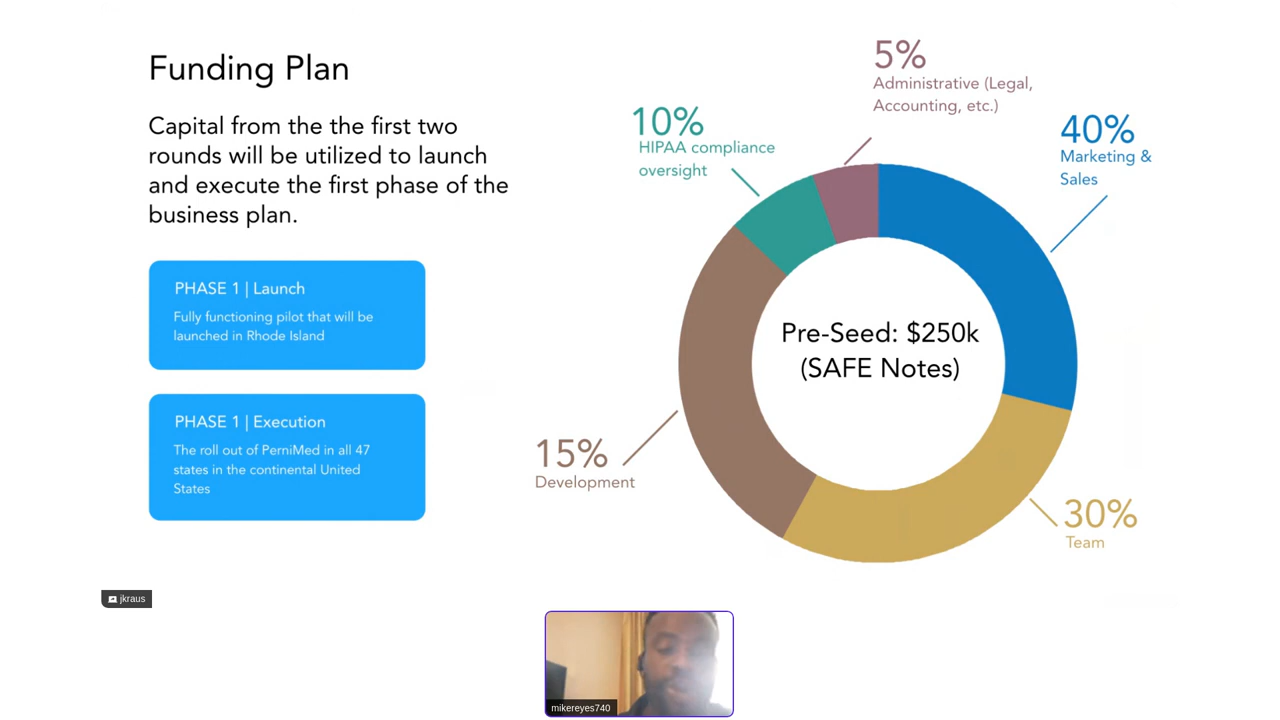 Funding Plan
Capital from the the first two
rounds will be utilized to launch
and execute the first phase of the
business plan.
PHASE 1 | Launch
Fully functioning pilot that will be
launched in Rhode Island
PHASE 1 | Execution
The roll out of PerniMed in all 47
states in the continental United
States
5%
Administrative (Legal,
Accounting, etc.)
10%
HIPAA compliance
oversight
40%
Marketing &
Sales
Pre-Seed: $250k
(SAFE Notes)
15%
Development
30%
Team
jkraus
mikereyes740